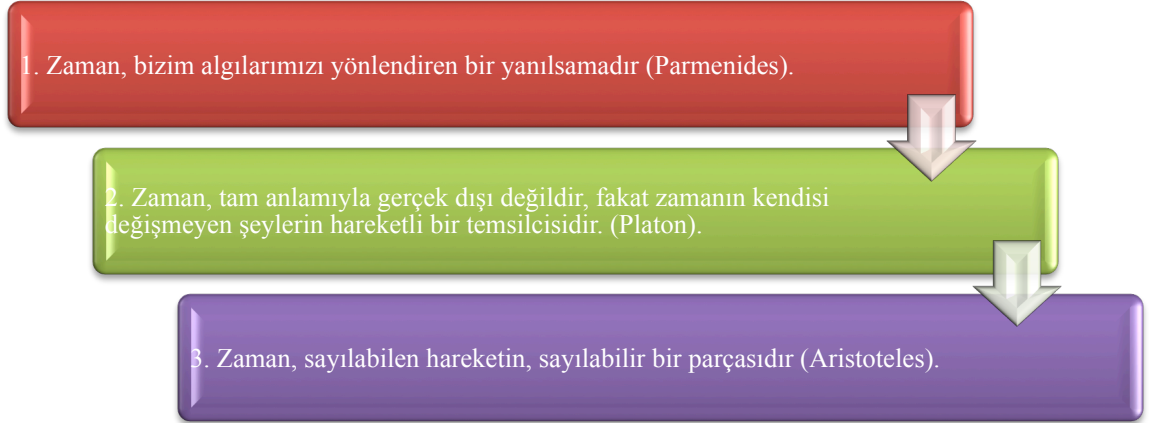 1. Zaman, bizim algılarımızı yönlendiren bir yanılsamadır (Parmenides).
2. Zaman, tam anlamıyla gerçek dışı değildir, fakat zamanın kendisi
değişmeyen şeylerin hareketli bir temsilcisidir. (Platon).
3. Zaman, sayılabilen hareketin, sayılabilir bir parçasıdır (Aristoteles).